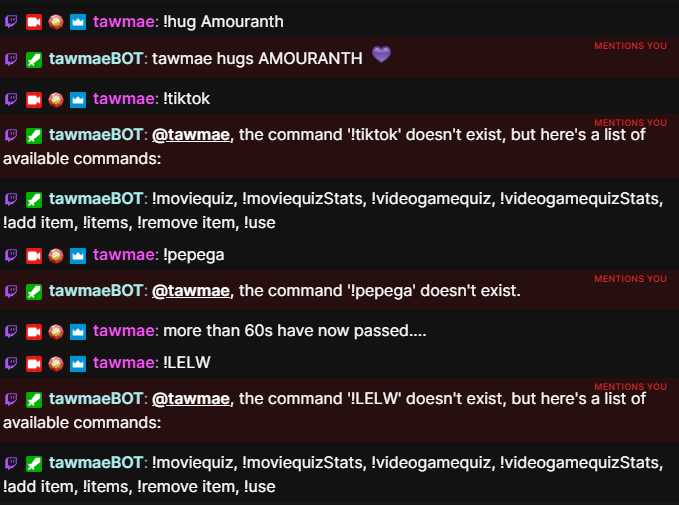 tawmae: !hug Amouranth
MENTIONS YOU
tawmaeBOT: tawmae hugs AMOURANTH
tawmae: !tiktok
MENTIONS YOU
tawmaeBOT: @tawmae, the command '!tiktok' doesn't exist, but here's a list of
available commands:
tawmaeBOT: !moviequiz, !moviequizStats, !videogamequiz, !videogamequizStats,
!add item, !items, !remove item, !use
tawmae: !pepega
MENTIONS YOU
tawmaeBOT: @tawmae, the command '!pepega' doesn't exist.
tawmae: more than 60s have now passed....
tawmae: !LELW
MENTIONS YOU
tawmaeBOT: @tawmae, the command '!LELW' doesn't exist, but here's a list of
available commands:
tawmaeBOT: !moviequiz, !moviequizStats, !videogamequiz, !videogamequizStats,
!add item, !items, !remove item, !use